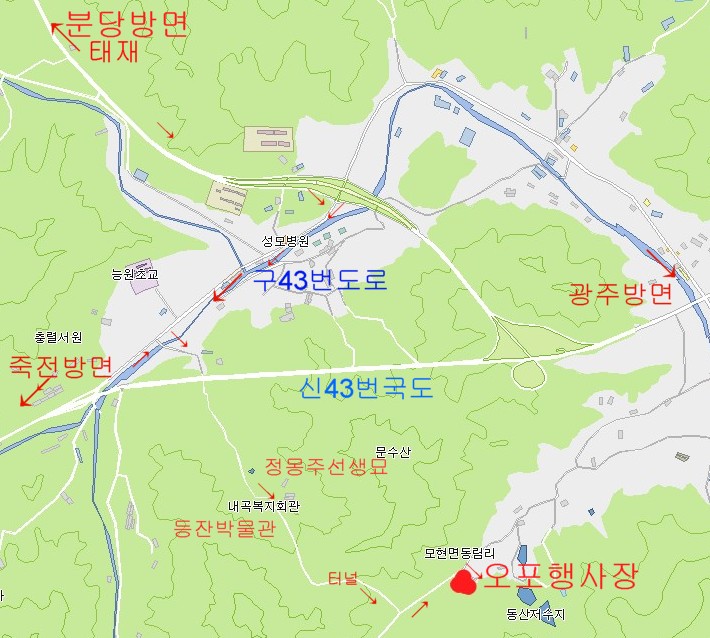 분당방면
태재
성모병원
능원초교
구43번도로
광주방면
충렬서원
죽전방면
신43번국도
문수산
정몽주선생묘
내곡복지회관
등잔박물관
모현면동림리
터널
오포행사장
동산저수지